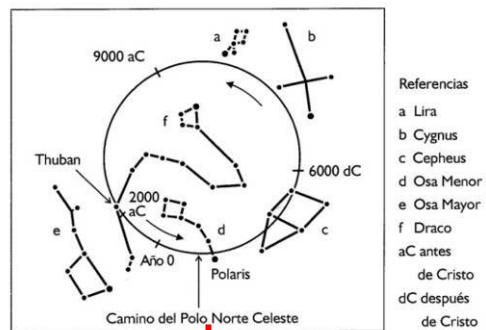 9000 aC
a
b
f
Thuban
6000 dC
2000
aC
e
d
c
Año 0
Polaris
Camino del Polo Norte Celeste
Referencias
a Lira
b Cygnus
c Cepheus
d Osa Menor
e Osa Mayor
f Draco
aC antes
de Cristo
dC después
de Cristo